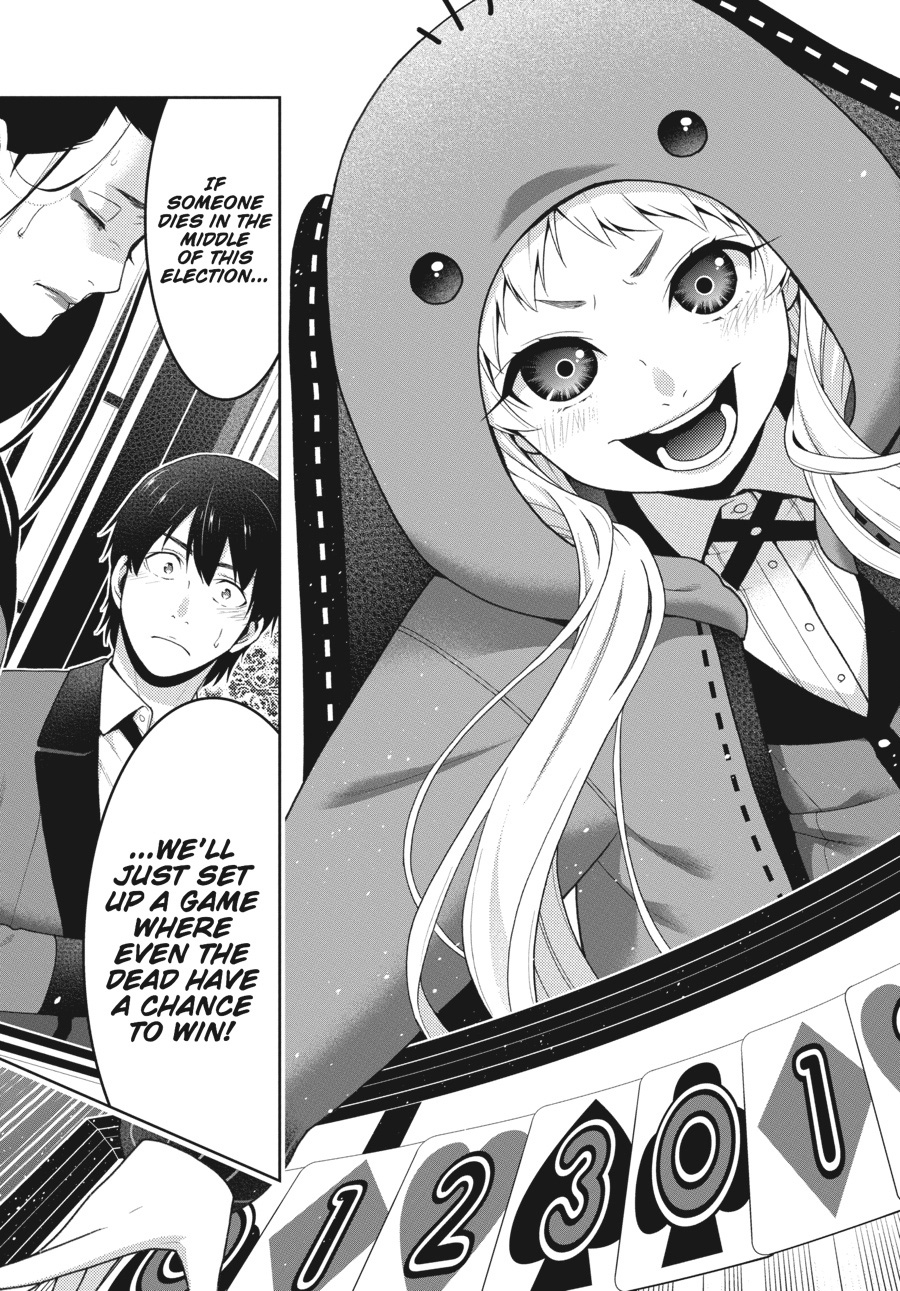 IF
SOMEONE
DIES IN THE
MIDDLE
OF THIS
ELECTION...
...WE'LL
JUST SET
UP A GAME
WHERE
EVEN THE
DEAD HAVE
A CHANCE
TO WIN!
1 2 3 0 1